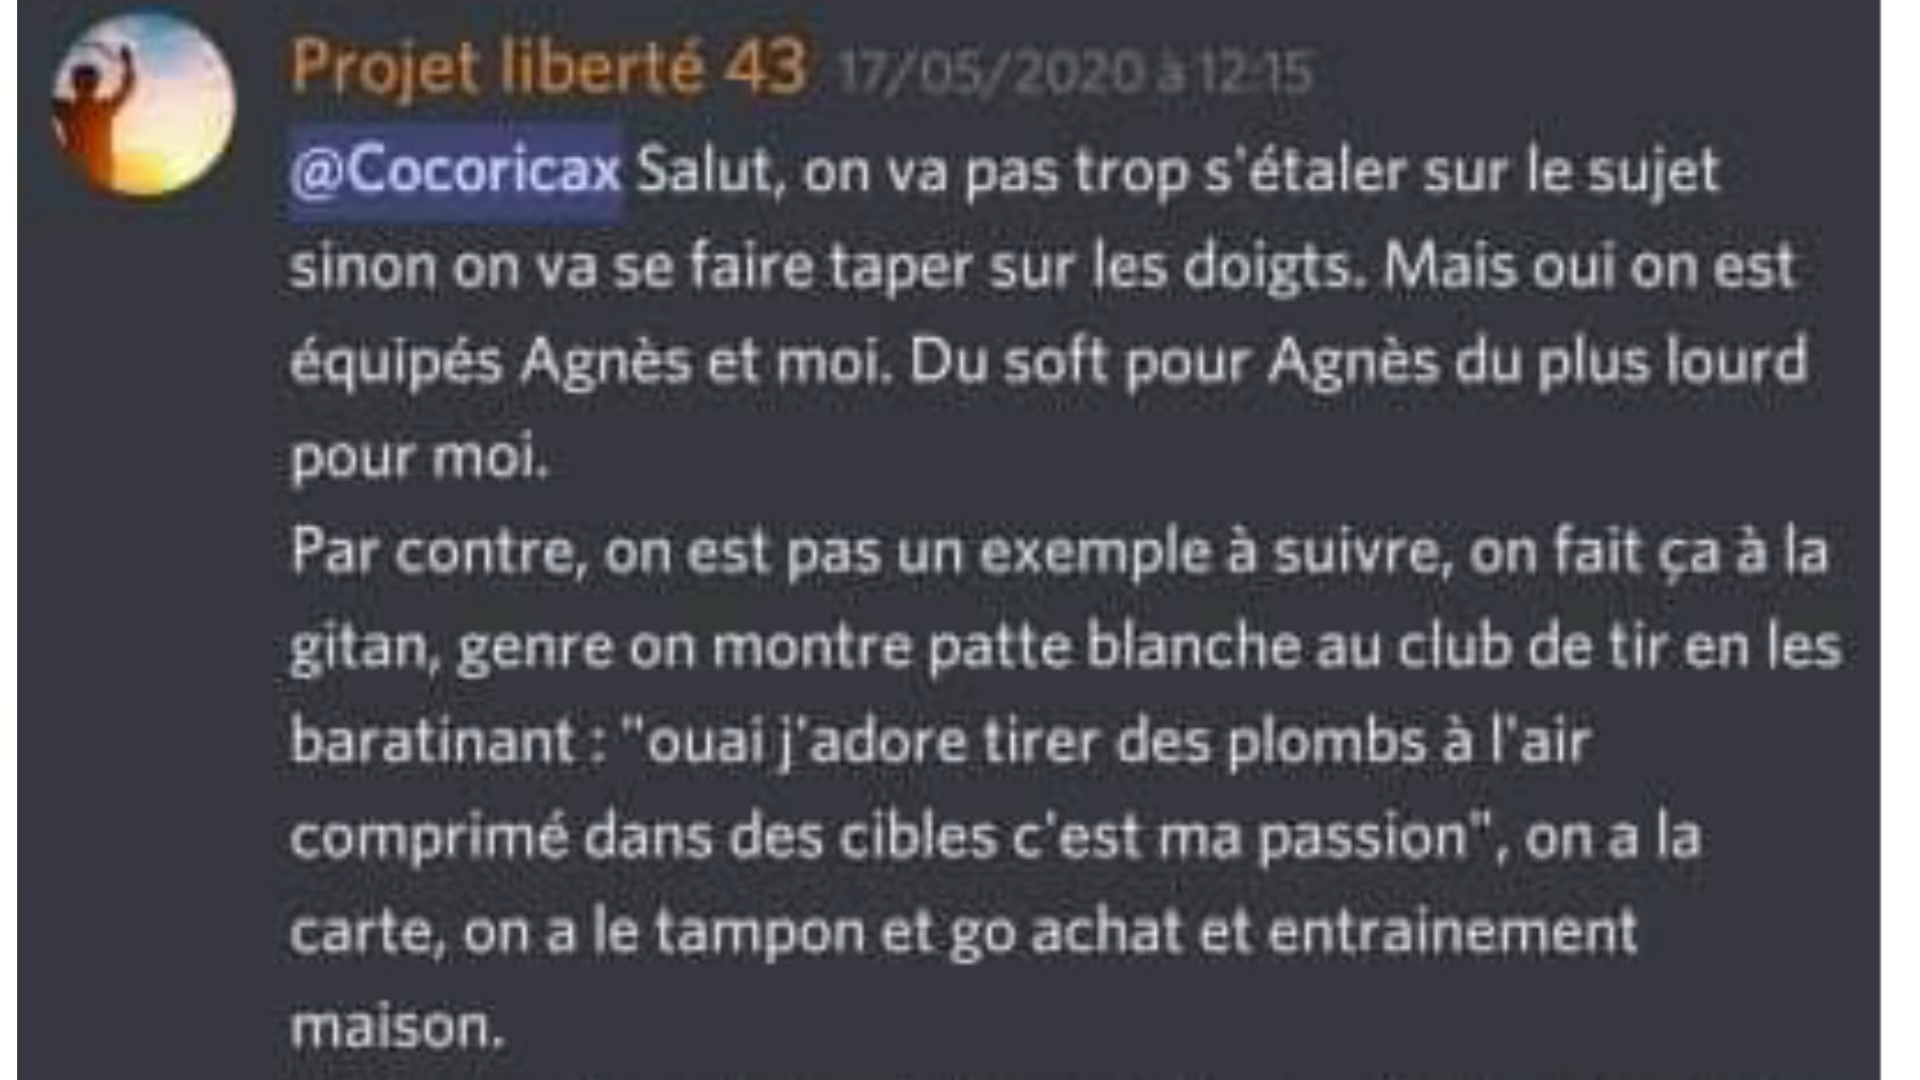 Projet liberté 43 17/05/2020 à 12:15
@Cocoricax Salut, on va pas trop s'étaler sur le sujet
sinon on va se faire taper sur les doigts. Mais oui on est
équipés Agnès et moi. Du soft pour Agnès du plus lourd
pour moi.
Par contre, on est pas un exemple à suivre, on fait ça à la
gitan, genre on montre patte blanche au club de tir en les
baratinant : "ouai j'adore tirer des plombs à l'air
comprimé dans des cibles c'est ma passion", on a la
carte, on a le tampon et go achat et entrainement
maison.